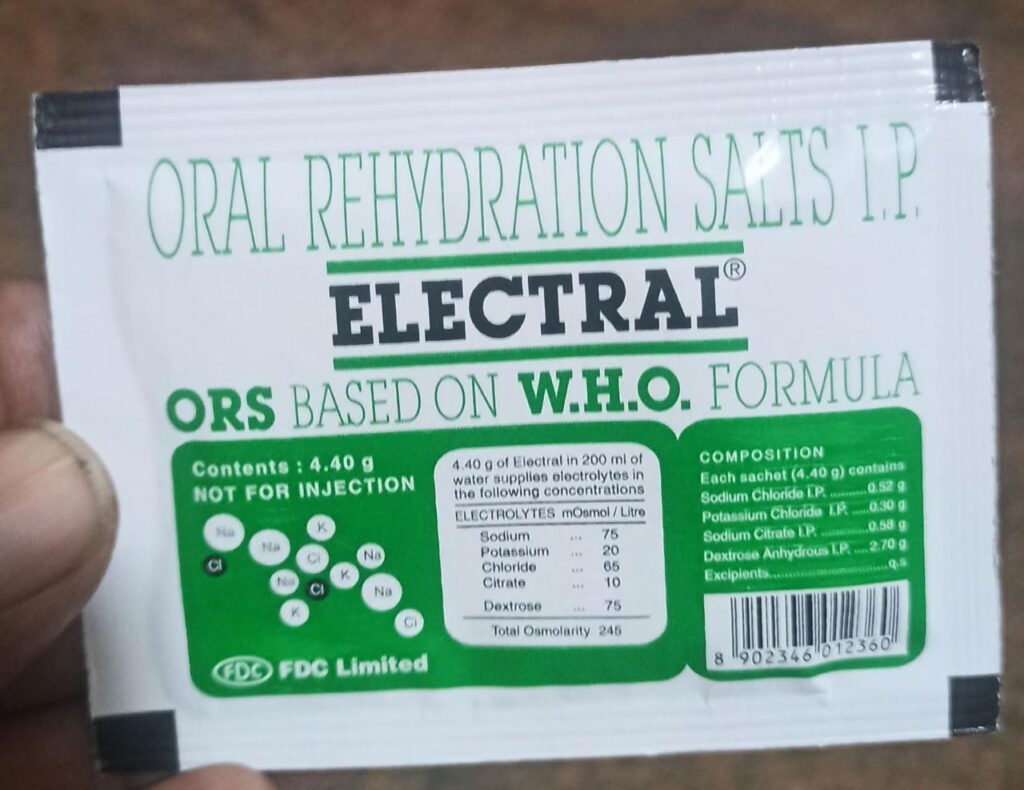 ORAL REHYDRATION SALTS I.P.
ELECTRAL®
ORS BASED ON W.H.O. FORMULA
Contents : 4.40 g
NOT FOR INJECTION
Na
K
Na
Cl
K
Cl
Na
Cl
K
Na
K
Cl
FDC FDC Limited
4.40 g of Electral in 200 ml of
water supplies electrolytes in
the following concentrations
ELECTROLYTES mOsmol / Litre
Sodium ... 75
Potassium ... 20
Chloride ... 65
Citrate ... 10
Dextrose ... 75
Total Osmolarity 245
COMPOSITION
Each sachet (4.40 g) contains
Sodium Chloride I.P. ..........0.52 g
Potassium Chloride I.P. .....0.30 g
Sodium Citrate I.P. .............0.58 g
Dextrose Anhydrous I.P. ....2.70 g
Excipients...........................q.s
8 902346 012360